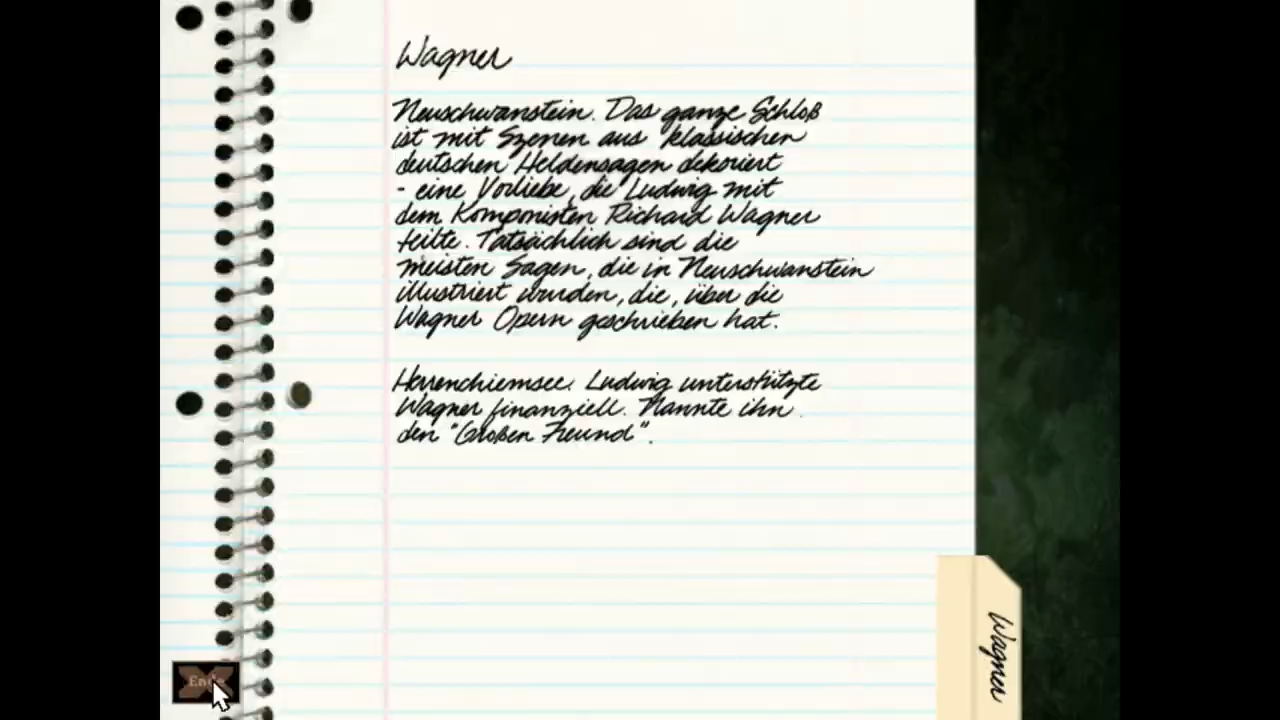 Wagner
Neuschwanstein. Das ganze Schloß
ist mit Szenen aus klassischen
deutschen Heldensagen dekoriert
- eine Vorliebe, die Ludwig mit
dem Komponisten Richard Wagner
teilte. Tatsächlich sind die
meisten Sagen, die in Neuschwanstein
illustriert wurden, die, über die
Wagner Opern geschrieben hat.
Herrenchiemsee. Ludwig unterstützte
Wagner finanziell. Nannte ihn
den "Großen Freund".
Wagner
Ende